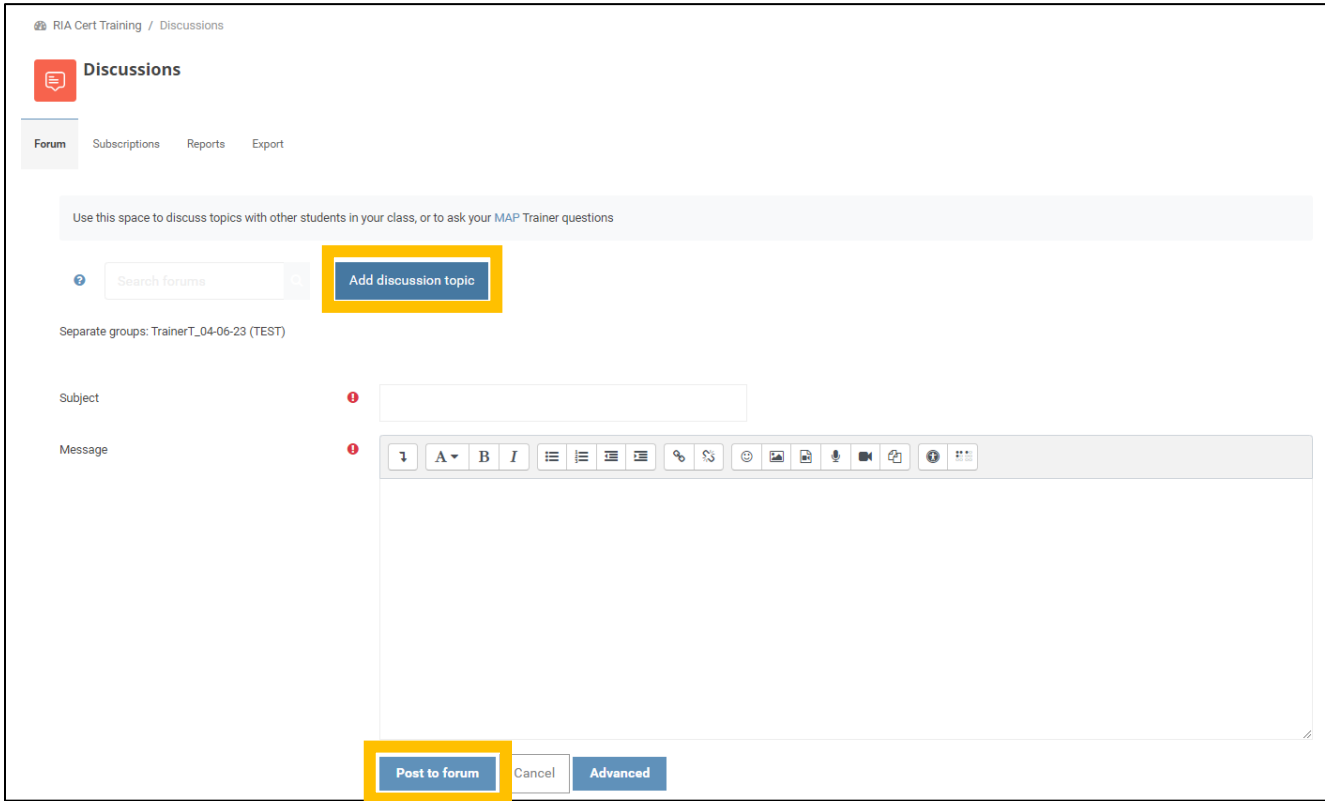 RIA Cert Training / Discussions
Discussions
Forum Subscriptions Reports Export
Use this space to discuss topics with other students in your class, or to ask your MAP Trainer questions
Search forums Add discussion topic
Separate groups: TrainerT_04-06-23 (TEST)
Subject
Message
A B I
Post to forum Cancel Advanced